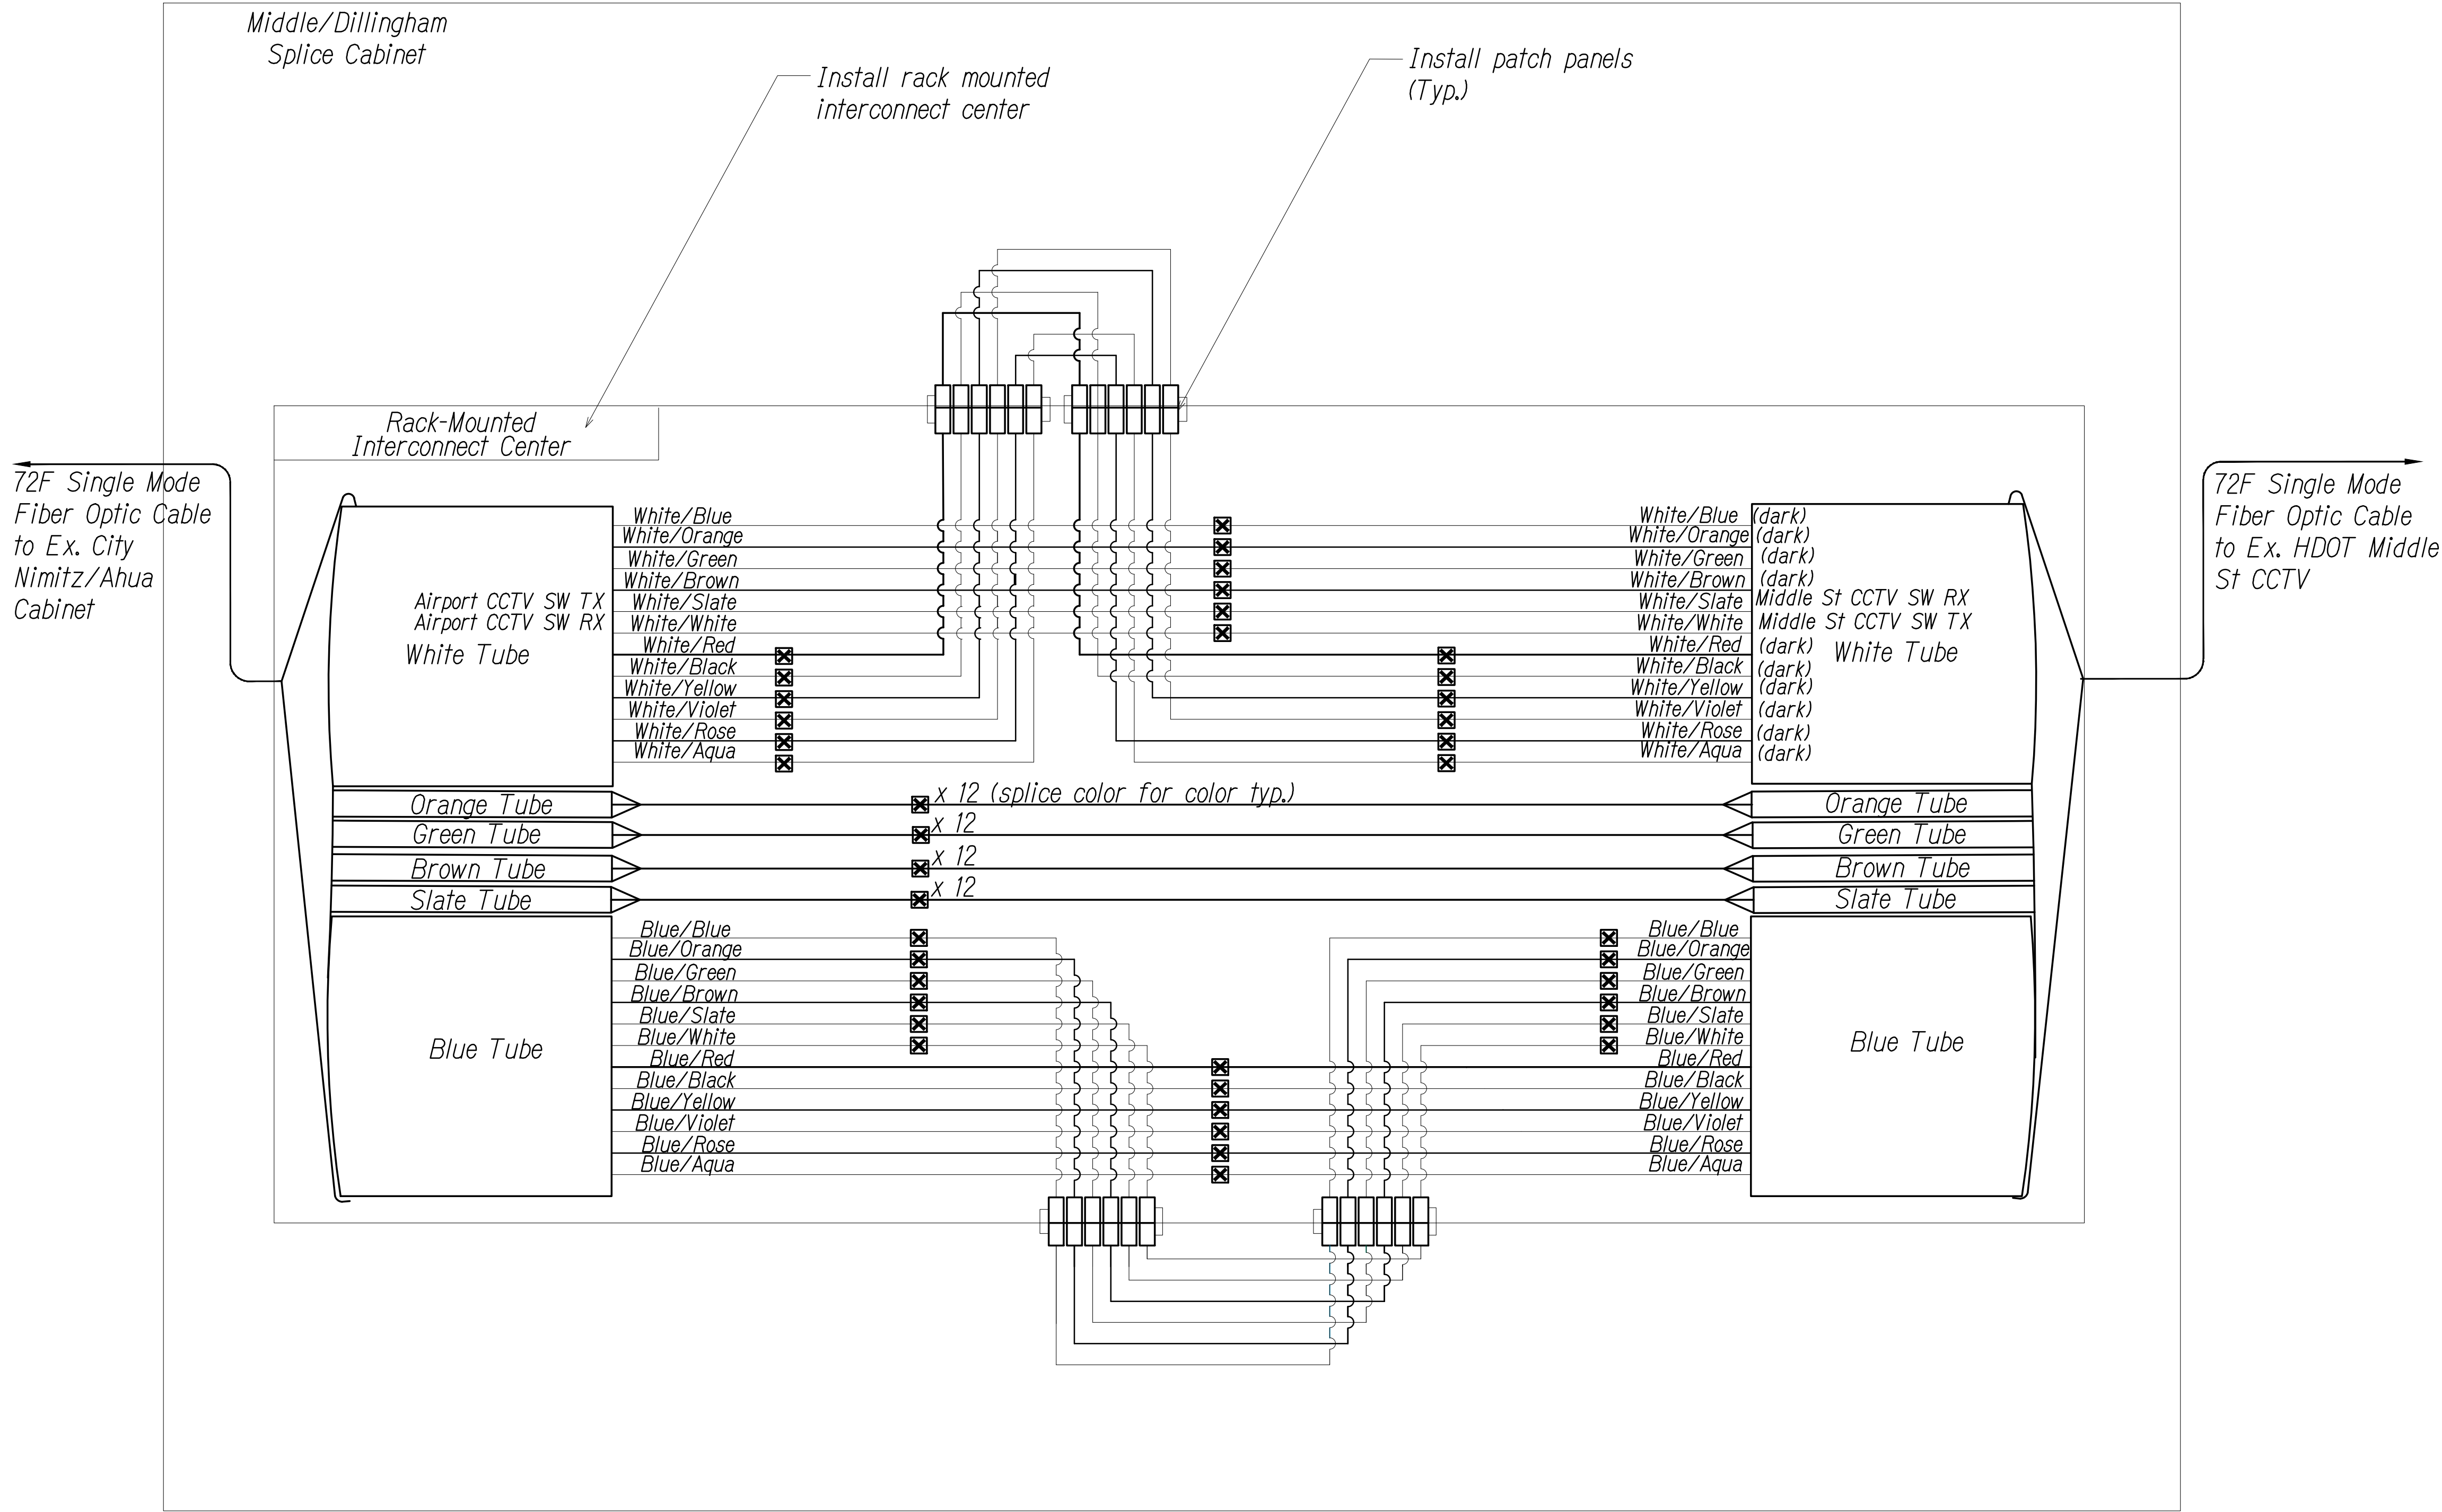 Middle/Dillingham
Splice Cabinet
Install rack mounted
interconnect center
Install patch panels
(Typ.)
Rack-Mounted
Interconnect Center
72F Single Mode
Fiber Optic Cable
to Ex. City
Nimitz/Ahua
Cabinet
72F Single Mode
Fiber Optic Cable
to Ex. HDOT Middle
St CCTV
Airport CCTV SW TX
Airport CCTV SW RX
White Tube
White/Blue
White/Orange
White/Green
White/Brown
White/Slate
White/White
White/Red
White/Black
White/Yellow
White/Violet
White/Rose
White/Aqua
White/Blue (dark)
White/Orange (dark)
White/Green (dark)
White/Brown (dark)
White/Slate Middle St CCTV SW RX
White/White Middle St CCTV SW TX
White/Red (dark)
White/Black (dark)
White/Yellow (dark)
White/Violet (dark)
White/Rose (dark)
White/Aqua (dark)
White Tube
Orange Tube x 12 (splice color for color typ.) Orange Tube
Green Tube x 12 Green Tube
Brown Tube x 12 Brown Tube
Slate Tube x 12 Slate Tube
Blue Tube
Blue/Blue
Blue/Orange
Blue/Green
Blue/Brown
Blue/Slate
Blue/White
Blue/Red
Blue/Black
Blue/Yellow
Blue/Violet
Blue/Rose
Blue/Aqua
Blue/Blue
Blue/Orange
Blue/Green
Blue/Brown
Blue/Slate
Blue/White
Blue/Red
Blue/Black
Blue/Yellow
Blue/Violet
Blue/Rose
Blue/Aqua
Blue Tube